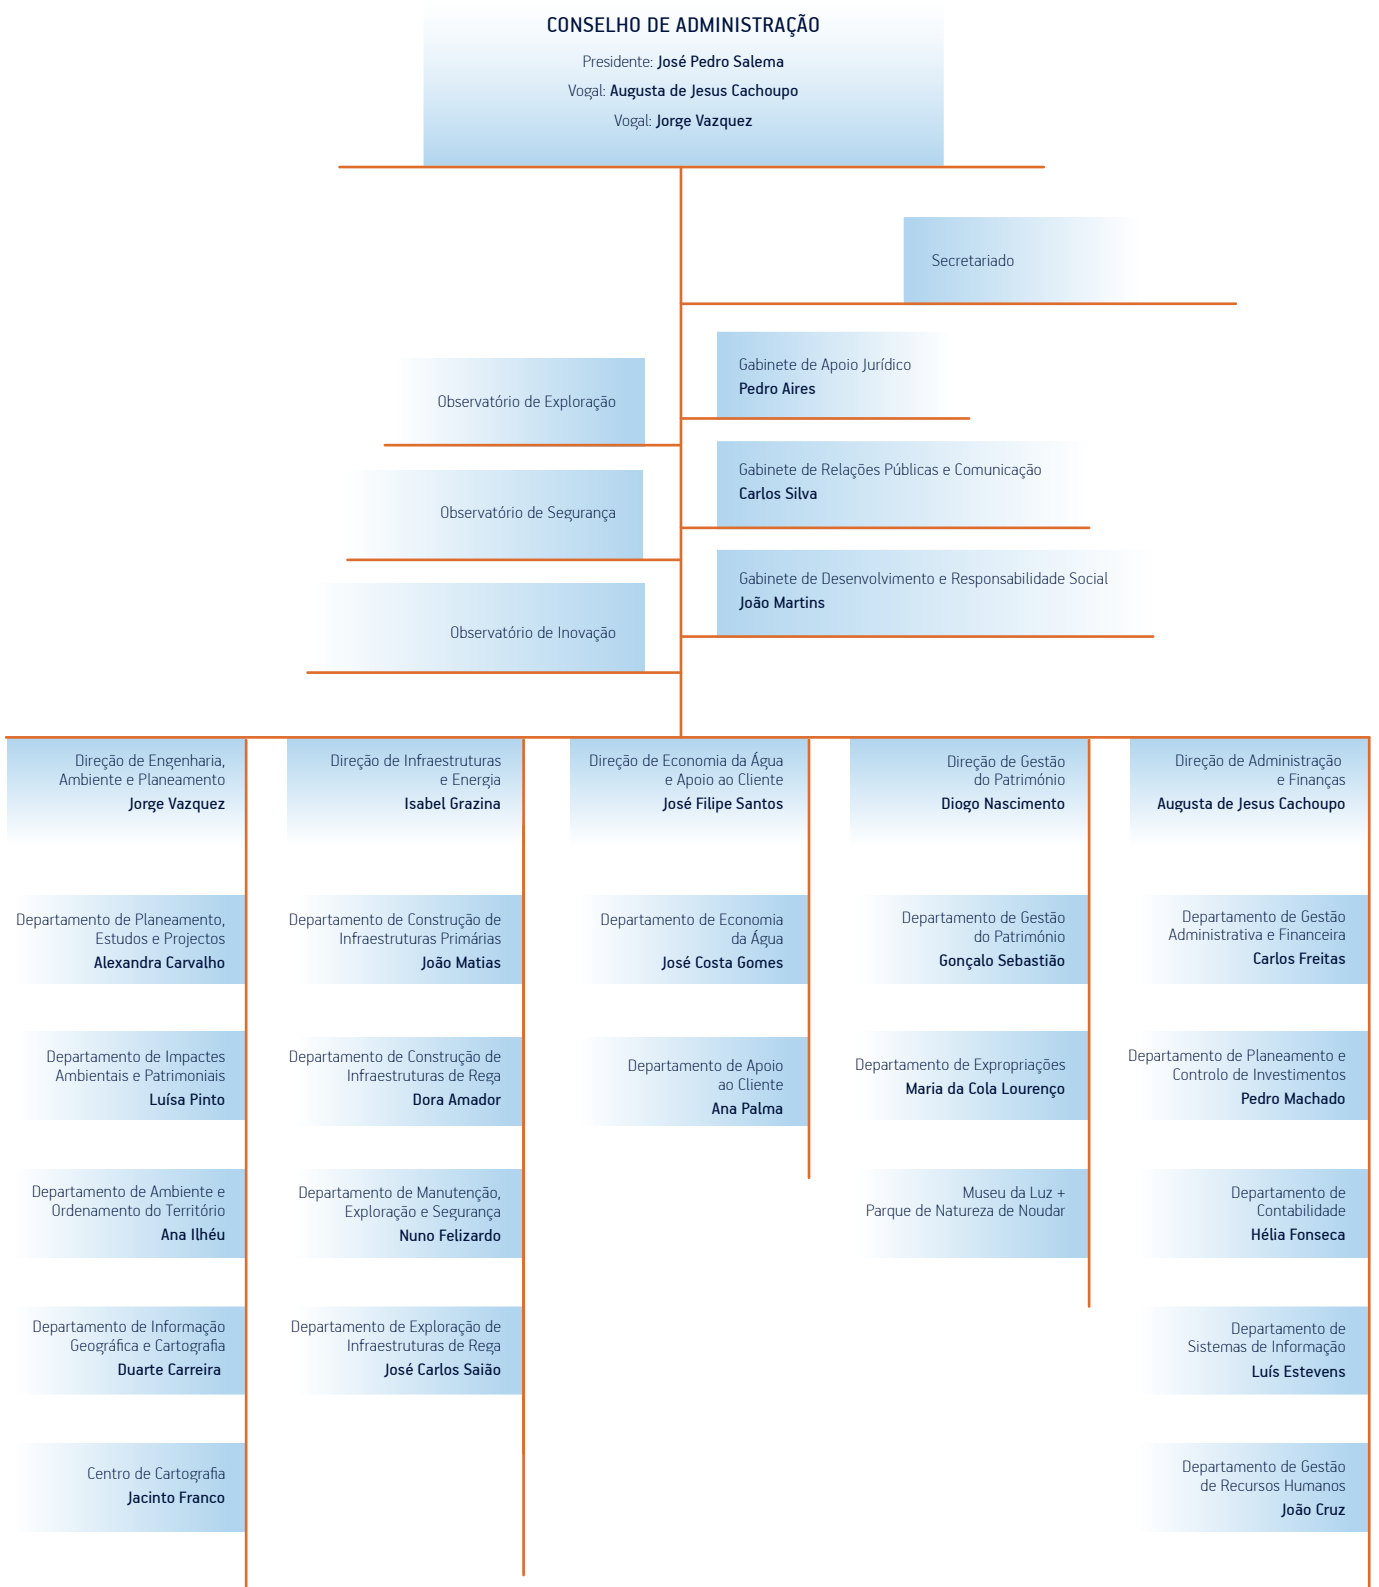 CONSELHO DE ADMINISTRAÇÃO
Presidente: José Pedro Salema
Vogal: Augusta de Jesus Cachoupo
Vogal: Jorge Vazquez
Secretariado
Gabinete de Apoio Jurídico
Pedro Aires
Observatório de Exploração
Gabinete de Relações Públicas e Comunicação
Carlos Silva
Observatório de Segurança
Gabinete de Desenvolvimento e Responsabilidade Social
João Martins
Observatório de Inovação
Direção de Engenharia,
Ambiente e Planeamento
Jorge Vazquez
Departamento de Planeamento,
Estudos e Projectos
Alexandra Carvalho
Departamento de Impactes
Ambientais e Patrimoniais
Luísa Pinto
Departamento de Ambiente e
Ordenamento do Território
Ana Ilhéu
Departamento de Informação
Geográfica e Cartografia
Duarte Carreira
Centro de Cartografia
Jacinto Franco
Direção de Infraestruturas
e Energia
Isabel Grazina
Departamento de Construção de
Infraestruturas Primárias
João Matias
Departamento de Construção de
Infraestruturas de Rega
Dora Amador
Departamento de Manutenção,
Exploração e Segurança
Nuno Felizardo
Departamento de Exploração de
Infraestruturas de Rega
José Carlos Saião
Direção de Economia da Água
e Apoio ao Cliente
José Filipe Santos
Departamento de Economia
da Água
José Costa Gomes
Departamento de Apoio
ao Cliente
Ana Palma
Direção de Gestão
do Património
Diogo Nascimento
Departamento de Gestão
do Património
Gonçalo Sebastião
Departamento de Expropriações
Maria da Cola Lourenço
Museu da Luz +
Parque de Natureza de Noudar
Direção de Administração
e Finanças
Augusta de Jesus Cachoupo
Departamento de Gestão
Administrativa e Financeira
Carlos Freitas
Departamento de Planeamento e
Controlo de Investimentos
Pedro Machado
Departamento de
Contabilidade
Hélia Fonseca
Departamento de
Sistemas de Informação
Luís Estevens
Departamento de Gestão
de Recursos Humanos
João Cruz